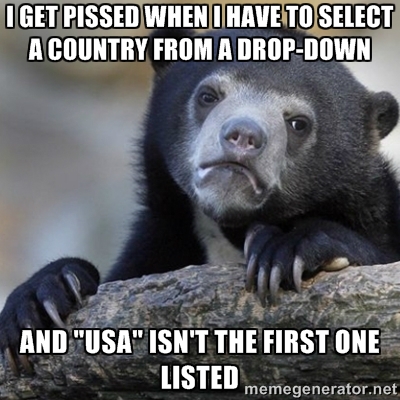 I GET PISSED WHEN I HAVE TO SELECT
A COUNTRY FROM A DROP-DOWN
AND "USA" ISN'T THE FIRST ONE
LISTED
memegenerator.net